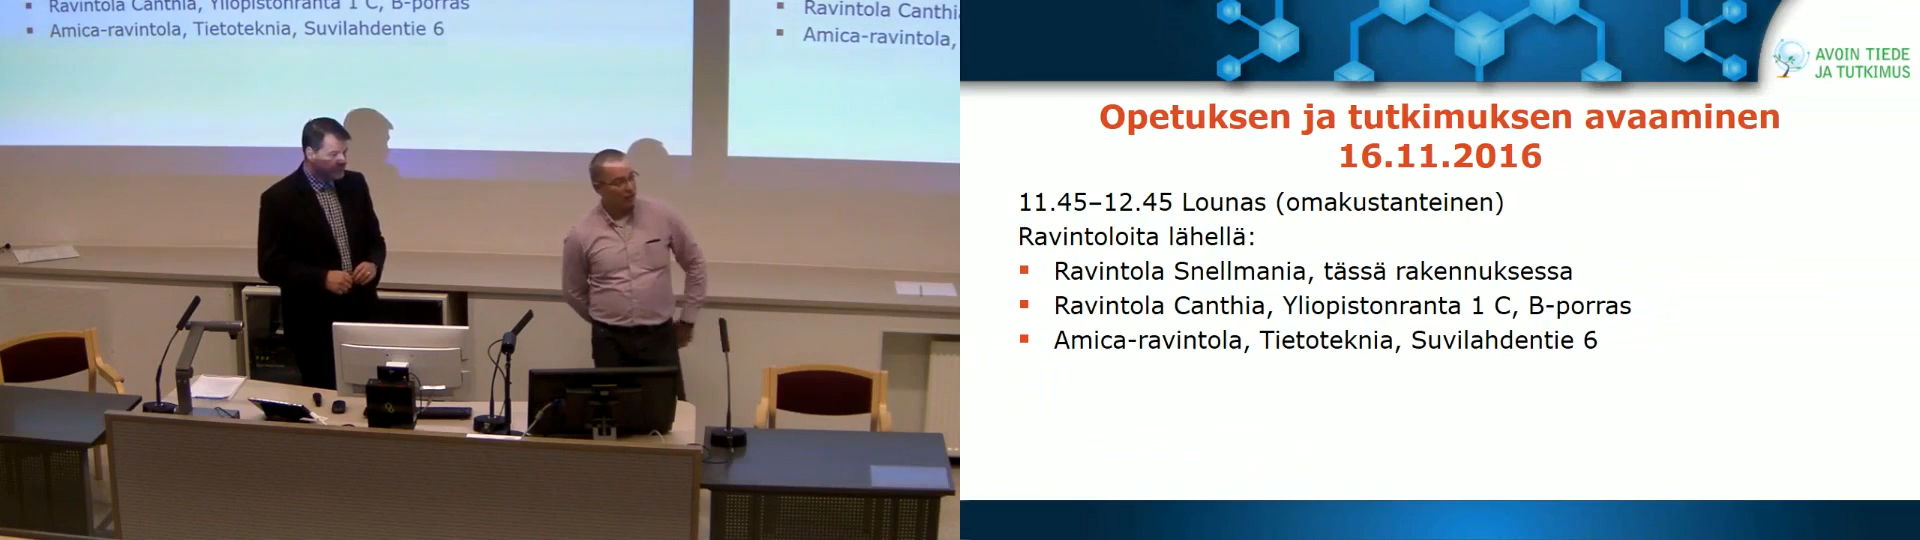 Ravintola Canthia, Yliopistonranta 1 C, B-porras
Amica-ravintola, Tietoteknia, Suvilahdentie 6
Ravintola Canthi
Amica-ravintola,
AVOIN TIEDE
JA TUTKIMUS
Opetuksen ja tutkimuksen avaaminen
16.11.2016
11.45–12.45 Lounas (omakustanteinen)
Ravintoloita lähellä:
Ravintola Snellmania, tässä rakennuksessa
Ravintola Canthia, Yliopistonranta 1 C, B-porras
Amica-ravintola, Tietoteknia, Suvilahdentie 6